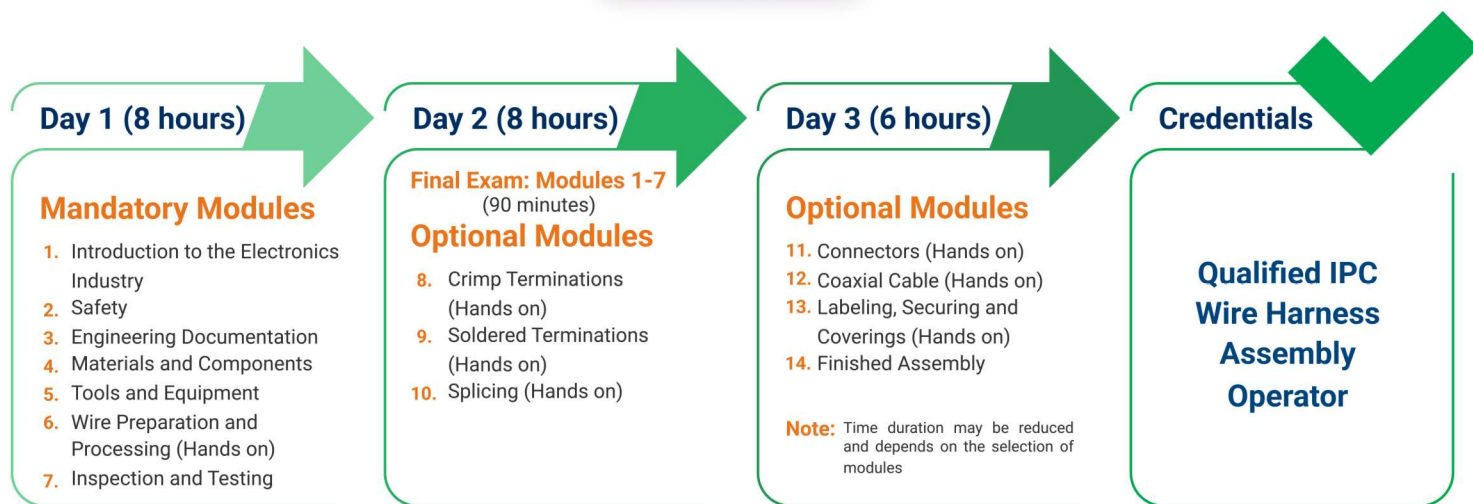 Day 1 (8 hours)
Mandatory Modules
1. Introduction to the Electronics
Industry
2. Safety
3. Engineering Documentation
4. Materials and Components
5. Tools and Equipment
6. Wire Preparation and
Processing (Hands on)
7. Inspection and Testing
Day 2 (8 hours)
Final Exam: Modules 1-7
(90 minutes)
Optional Modules
8. Crimp Terminations
(Hands on)
9. Soldered Terminations
(Hands on)
10. Splicing (Hands on)
Day 3 (6 hours)
Optional Modules
11. Connectors (Hands on)
12. Coaxial Cable (Hands on)
13. Labeling, Securing and
Coverings (Hands on)
14. Finished Assembly
Note: Time duration may be reduced
and depends on the selection of
modules
Credentials
Qualified IPC
Wire Harness
Assembly
Operator